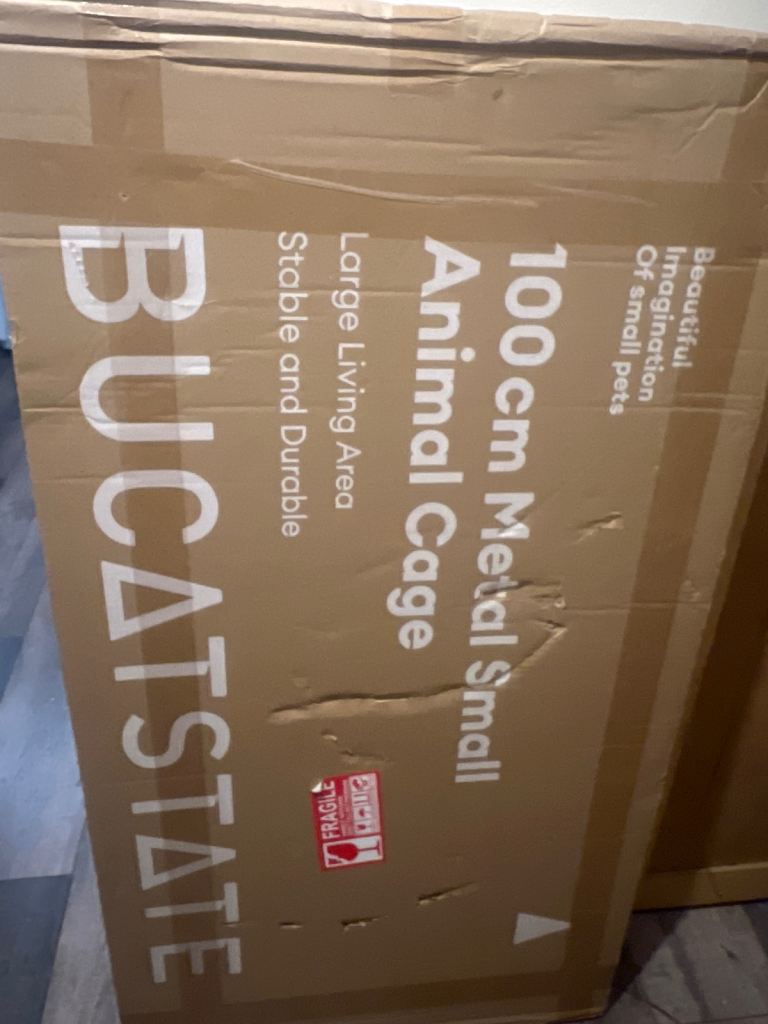 Beautiful
Imagination
Of small pets
100 cm Metal Small
Animal Cage
Large Living Area
Stable and Durable
BUCATSTATE
FRAGILE